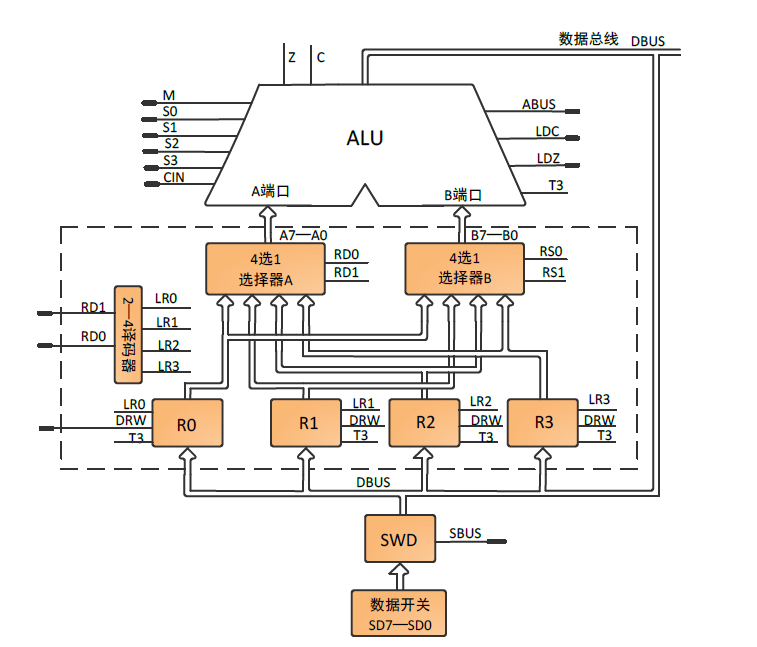 数据总线 DBUS
Z
C
M
S0
S1
S2
S3
CIN
ALU
ABUS
LDC
LDZ
T3
A端口
B端口
A7—A0
B7—B0
4选1
选择器A
RD0
RD1
4选1
选择器B
RS0
RS1
RD1
RD0
2—4译码器
LR0
LR1
LR2
LR3
LR0
DRW
T3
R0
R1
LR1
DRW
T3
R2
LR2
DRW
T3
R3
LR3
DRW
T3
DBUS
SWD
SBUS
数据开关
SD7—SD0